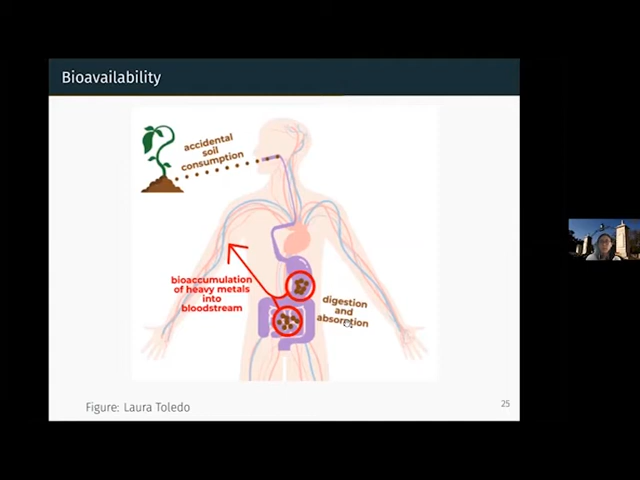 Bioavailability
accidental
soil
consumption
bioaccumulation
of heavy metals
into
bloodstream
digestion
and
absorption
Figure: Laura Toledo
25